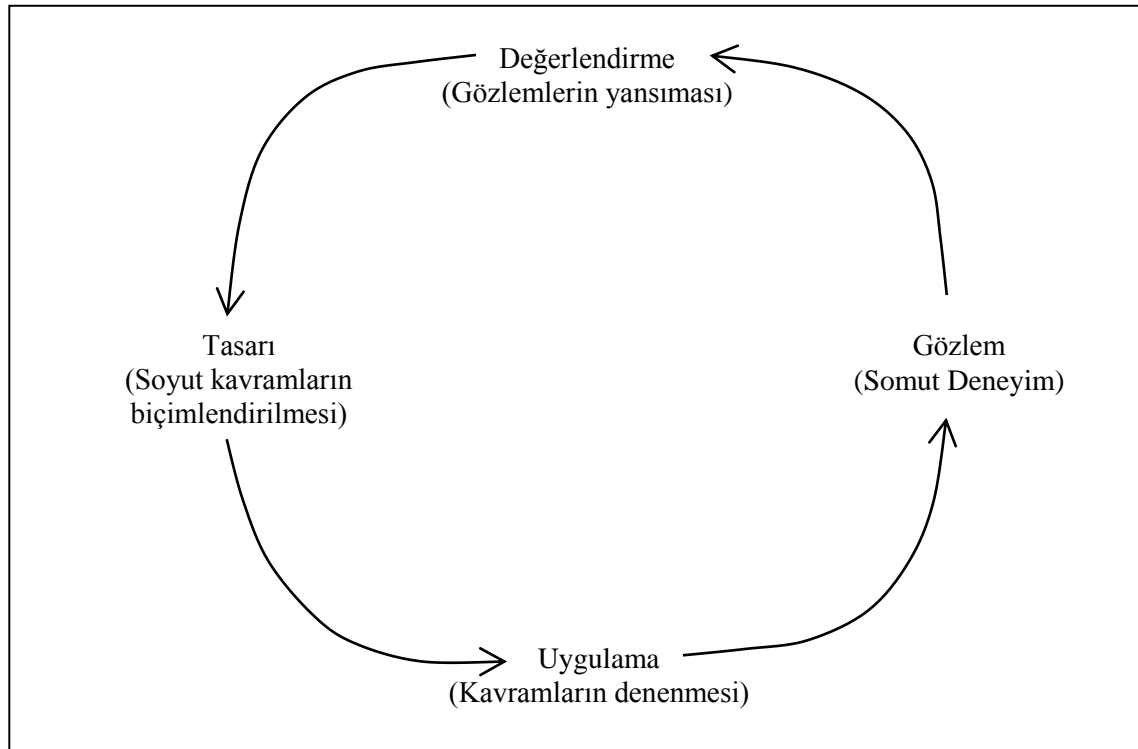 Değerlendirme
(Gözlemlerin yansıması)
Tasarı
(Soyut kavramların
biçimlendirilmesi)
Gözlem
(Somut Deneyim)
Uygulama
(Kavramların denenmesi)